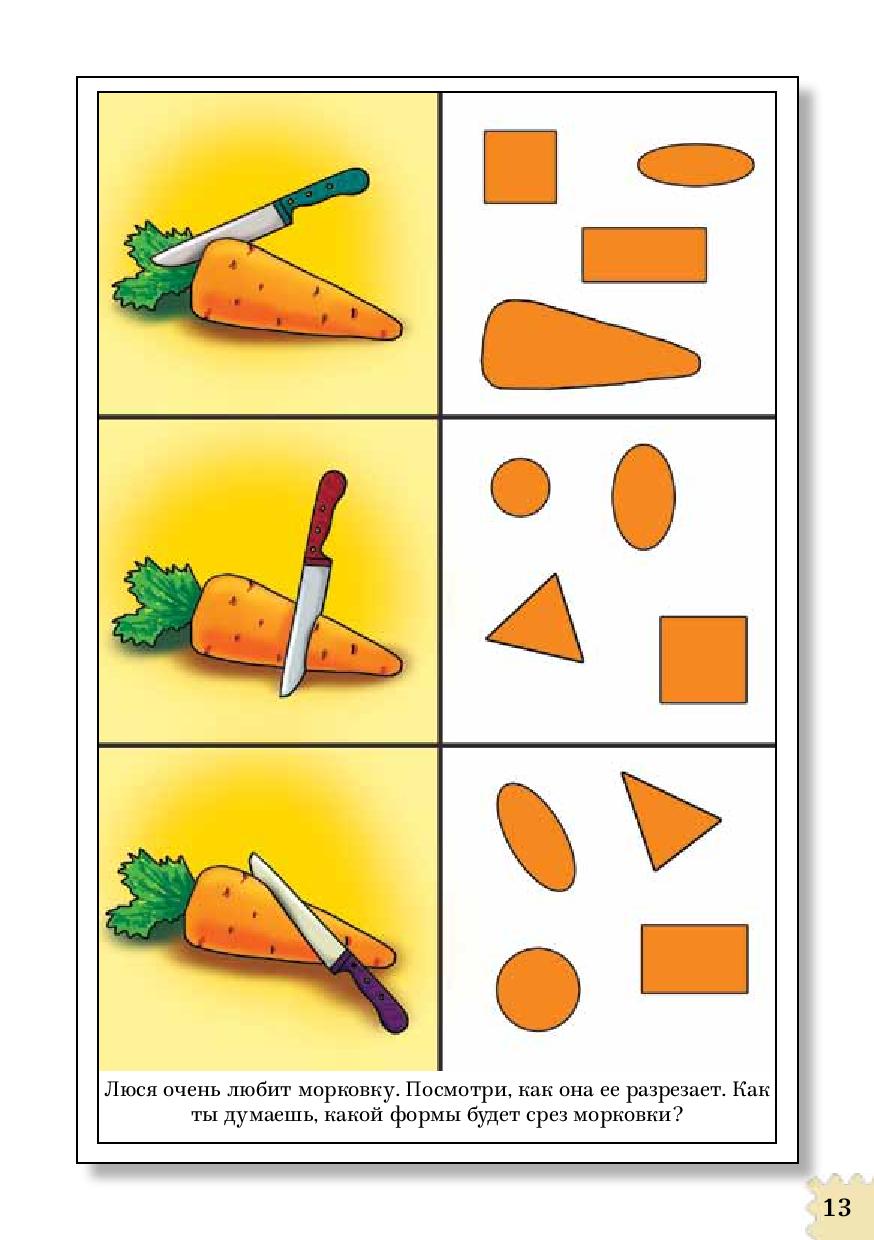 Люся очень любит морковку. Посмотри, как она ее разрезает. Как
ты думаешь, какой формы будет срез морковки?
13